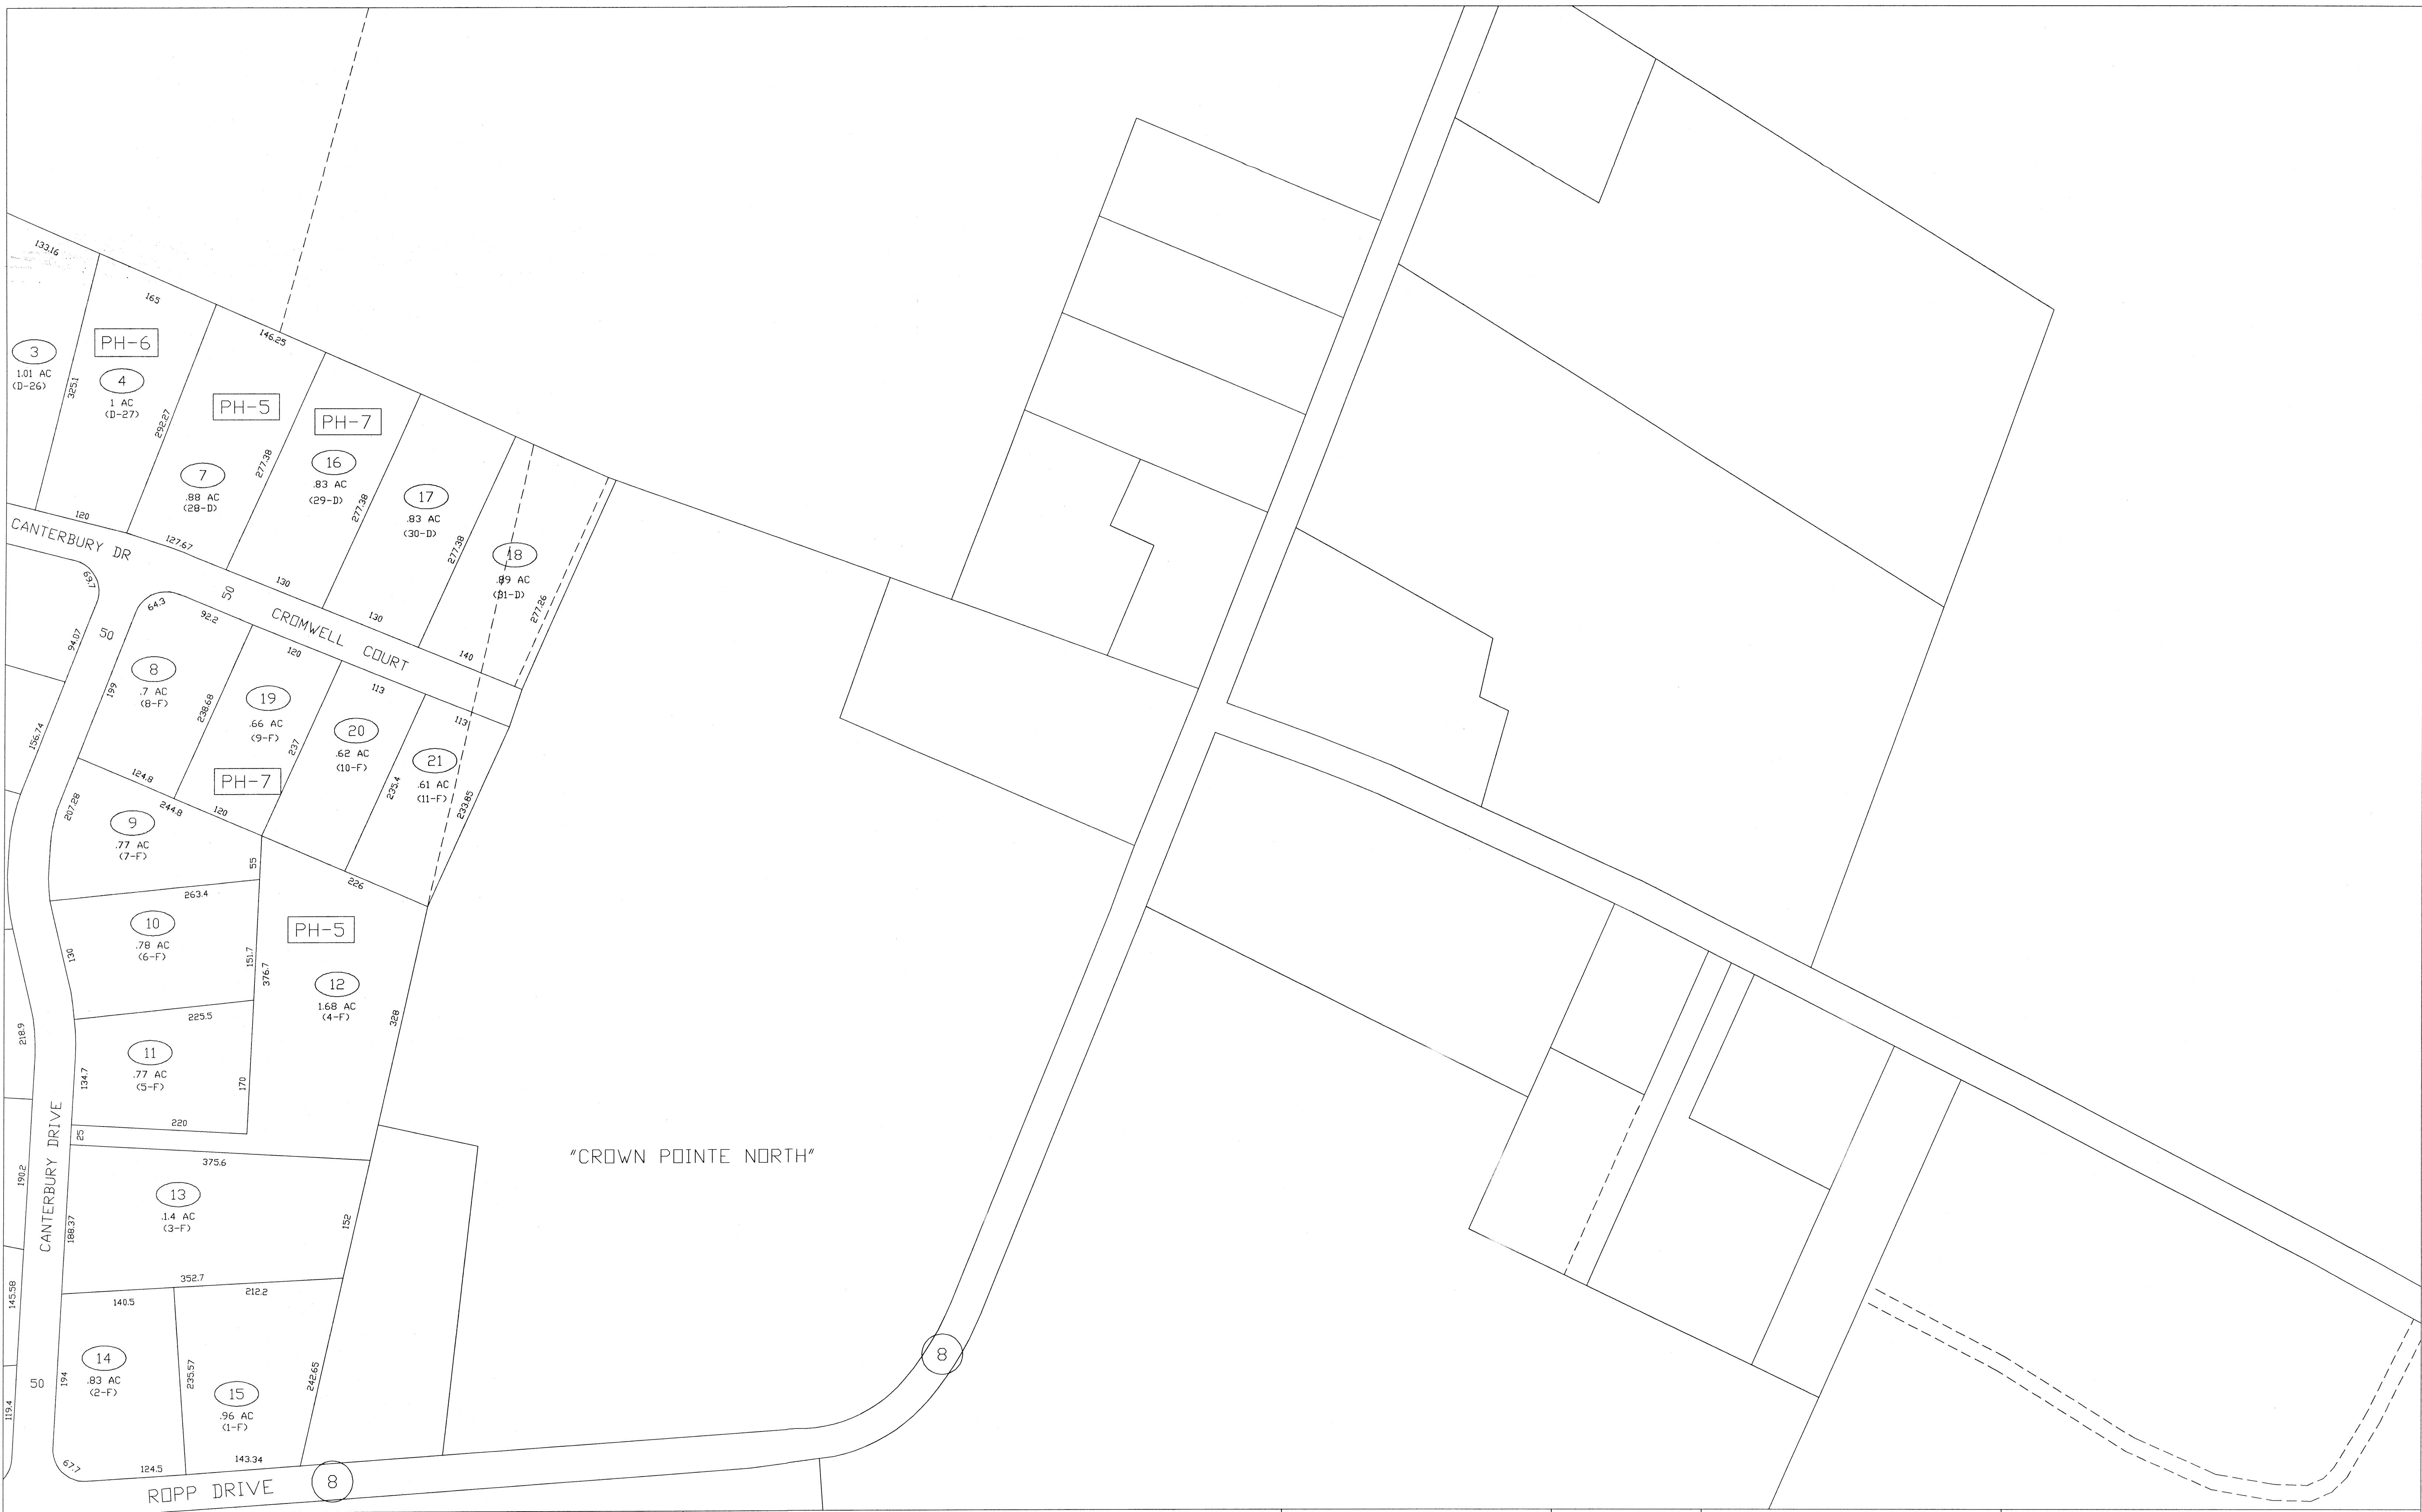 133.16
165
146.25
3
1.01 AC
(D-26)
325.1
PH-6
4
1 AC
(D-27)
292.27
PH-5
7
.88 AC
(28-D)
277.38
PH-7
16
.83 AC
(29-D)
277.38
17
.83 AC
(30-D)
277.38
18
.89 AC
(31-D)
277.26
120
127.67
130
130
140
CANTERBURY DR
50
CROMWELL COURT
69.7
64.3
92.2
120
113
113
50
94.07
199
156.74
8
.7 AC
(8-F)
238.68
19
.66 AC
(9-F)
237
20
.62 AC
(10-F)
235.4
21
.61 AC
(11-F)
233.85
PH-7
124.8
244.8
120
226
207.28
9
.77 AC
(7-F)
55
263.4
10
.78 AC
(6-F)
130
151.7
376.7
PH-5
12
1.68 AC
(4-F)
328
225.5
218.9
11
.77 AC
(5-F)
134.7
170
220
25
375.6
CANTERBURY DRIVE
190.2
188.37
13
.1.4 AC
(3-F)
152
"CROWN POINTE NORTH"
352.7
140.5
212.2
145.58
14
.83 AC
(2-F)
194
235.57
15
.96 AC
(1-F)
242.65
50
119.4
67.7
124.5
143.34
ROPP DRIVE
8
8